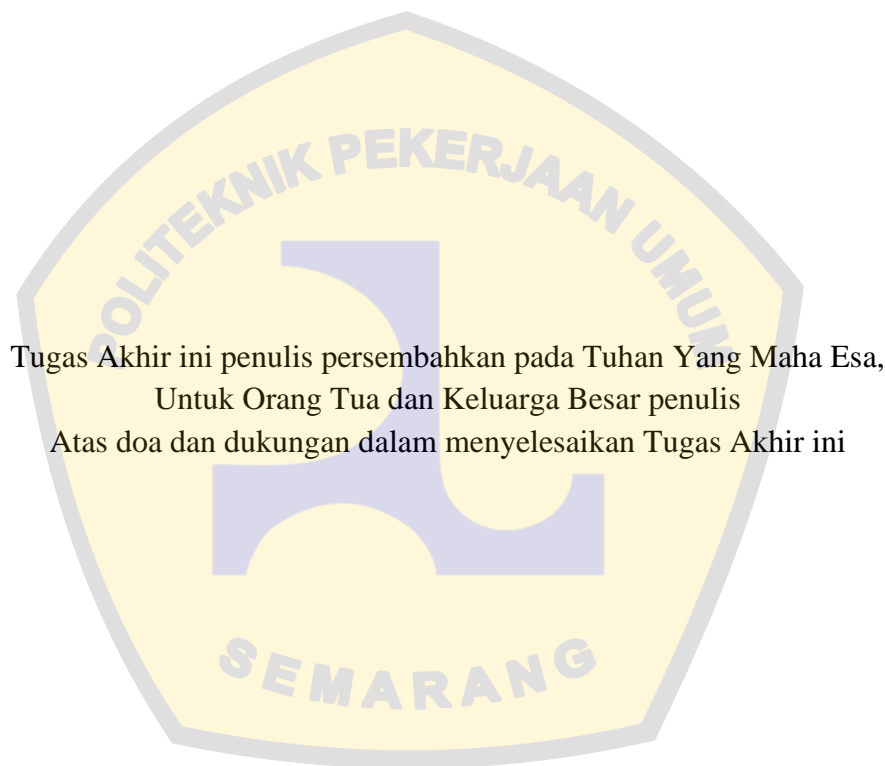 POLITEKNIK PEKERJAAN UMUM
Tugas Akhir ini penulis persembahkan pada Tuhan Yang Maha Esa,
Untuk Orang Tua dan Keluarga Besar penulis
Atas doa dan dukungan dalam menyelesaikan Tugas Akhir ini
SEMARANG